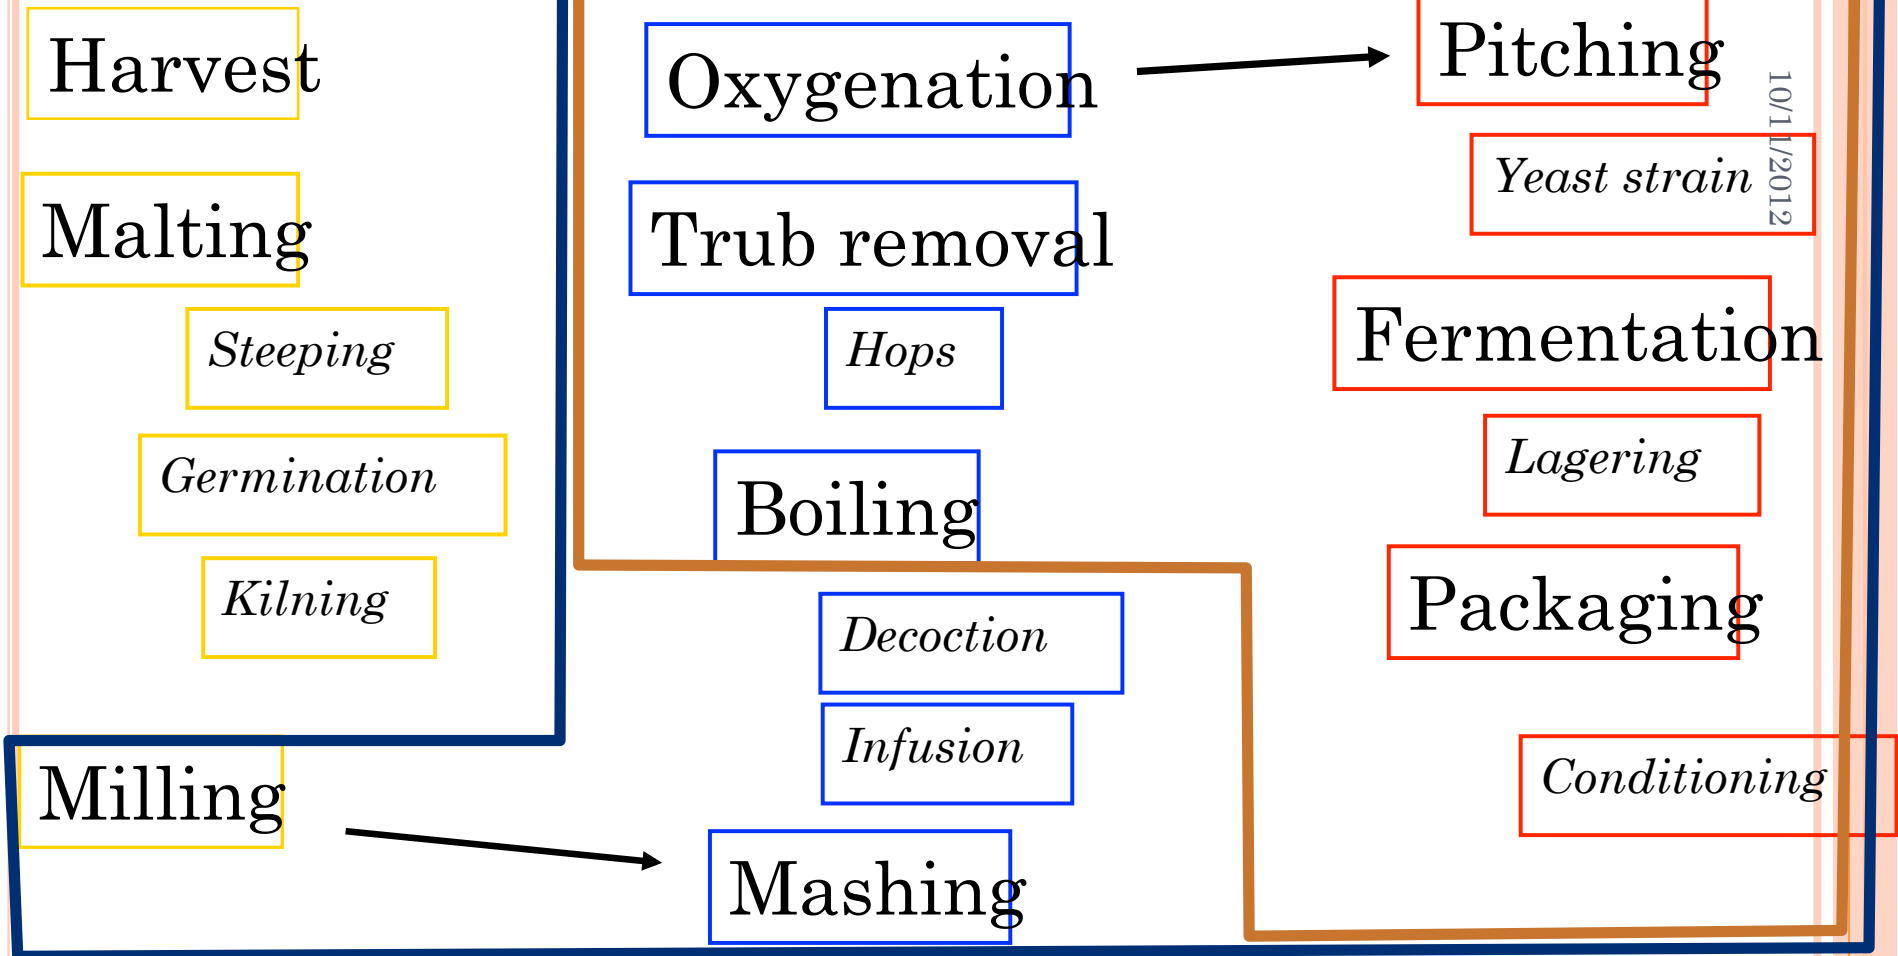 Harvest
Malting
Steeping
Germination
Kilning
Milling
Oxygenation
Trub removal
Hops
Boiling
Decoction
Infusion
Mashing
Pitching
Yeast strain
Fermentation
Lagering
Packaging
Conditioning
10/11/2012